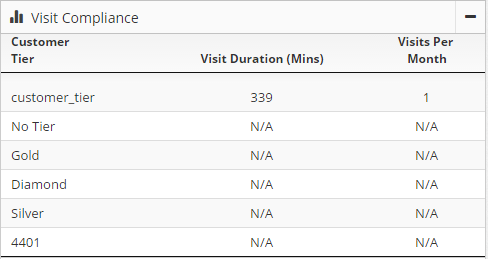 Visit Compliance
Customer Tier Visit Duration (Mins) Visits Per Month
customer_tier 339 1
No Tier N/A N/A
Gold N/A N/A
Diamond N/A N/A
Silver N/A N/A
4401 N/A N/A